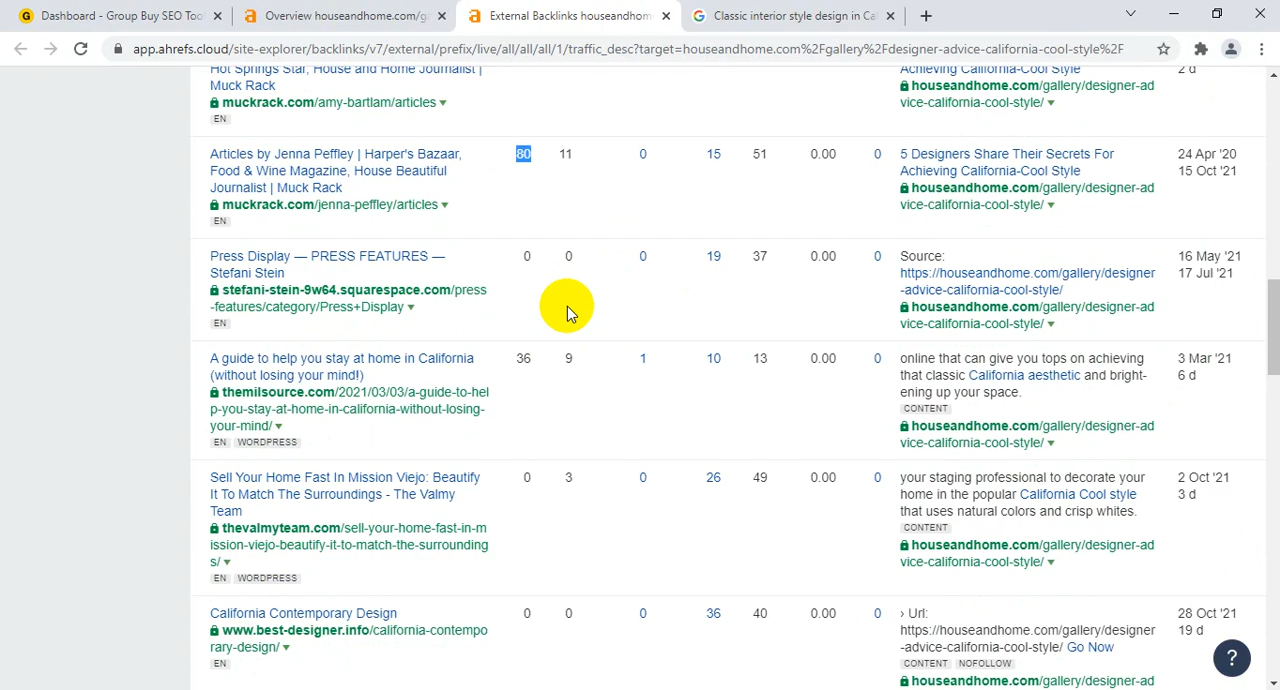 Dashboard - Group Buy SEO Tool
Overview houseandhome.com/ga
External Backlinks houseandhom
Classic interior style design in Cal
app.ahrefs.cloud/site-explorer/backlinks/v7/external/prefix/live/all/all/all/1/traffic_desc?target=houseandhome.com%2Fgallery%2Fdesigner-advice-california-cool-style%2F
Hot Springs Star, House and Home Journalist |
Muck Rack
muckrack.com/amy-bartlam/articles
EN
Achieving California-Cool Style
houseandhome.com/gallery/designer-ad
vice-california-cool-style/
2 d
Articles by Jenna Peffley | Harper's Bazaar,
Food & Wine Magazine, House Beautiful
Journalist | Muck Rack
muckrack.com/jenna-peffley/articles
EN
80 11 0 15 51 0.00 0
5 Designers Share Their Secrets For
Achieving California-Cool Style
houseandhome.com/gallery/designer-ad
vice-california-cool-style/
24 Apr '20
15 Oct '21
Press Display — PRESS FEATURES —
Stefani Stein
stefani-stein-9w64.squarespace.com/press
-features/category/Press+Display
EN
0 0 0 19 37 0.00 0
Source:
https://houseandhome.com/gallery/designer
-advice-california-cool-style/
houseandhome.com/gallery/designer-ad
vice-california-cool-style/
16 May '21
17 Jul '21
A guide to help you stay at home in California
(without losing your mind!)
themilsource.com/2021/03/03/a-guide-to-hel
p-you-stay-at-home-in-california-without-losing-
your-mind/
EN WORDPRESS
36 9 1 10 13 0.00 0
online that can give you tops on achieving
that classic California aesthetic and bright-
ening up your space.
CONTENT
houseandhome.com/gallery/designer-ad
vice-california-cool-style/
3 Mar '21
6 d
Sell Your Home Fast In Mission Viejo: Beautify
It To Match The Surroundings - The Valmy
Team
thevalmyteam.com/sell-your-home-fast-in-m
ission-viejo-beautify-it-to-match-the-surrounding
s/
EN WORDPRESS
0 3 0 26 49 0.00 0
your staging professional to decorate your
home in the popular California Cool style
that uses natural colors and crisp whites.
CONTENT
houseandhome.com/gallery/designer-ad
vice-california-cool-style/
2 Oct '21
3 d
California Contemporary Design
www.best-designer.info/california-contempo
rary-design/
EN
0 0 0 36 40 0.00 0
› Url:
https://houseandhome.com/gallery/designer
-advice-california-cool-style/ Go Now
CONTENT NOFOLLOW
houseandhome.com/gallery/designer-ad
28 Oct '21
19 d
?